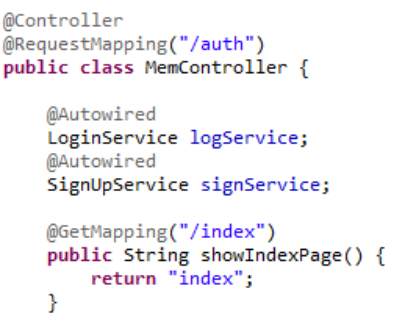 @Controller
@RequestMapping("/auth")
public class MemController {
@Autowired
LoginService logService;
@Autowired
SignUpService signService;
@GetMapping("/index")
public String showIndexPage() {
return "index";
}